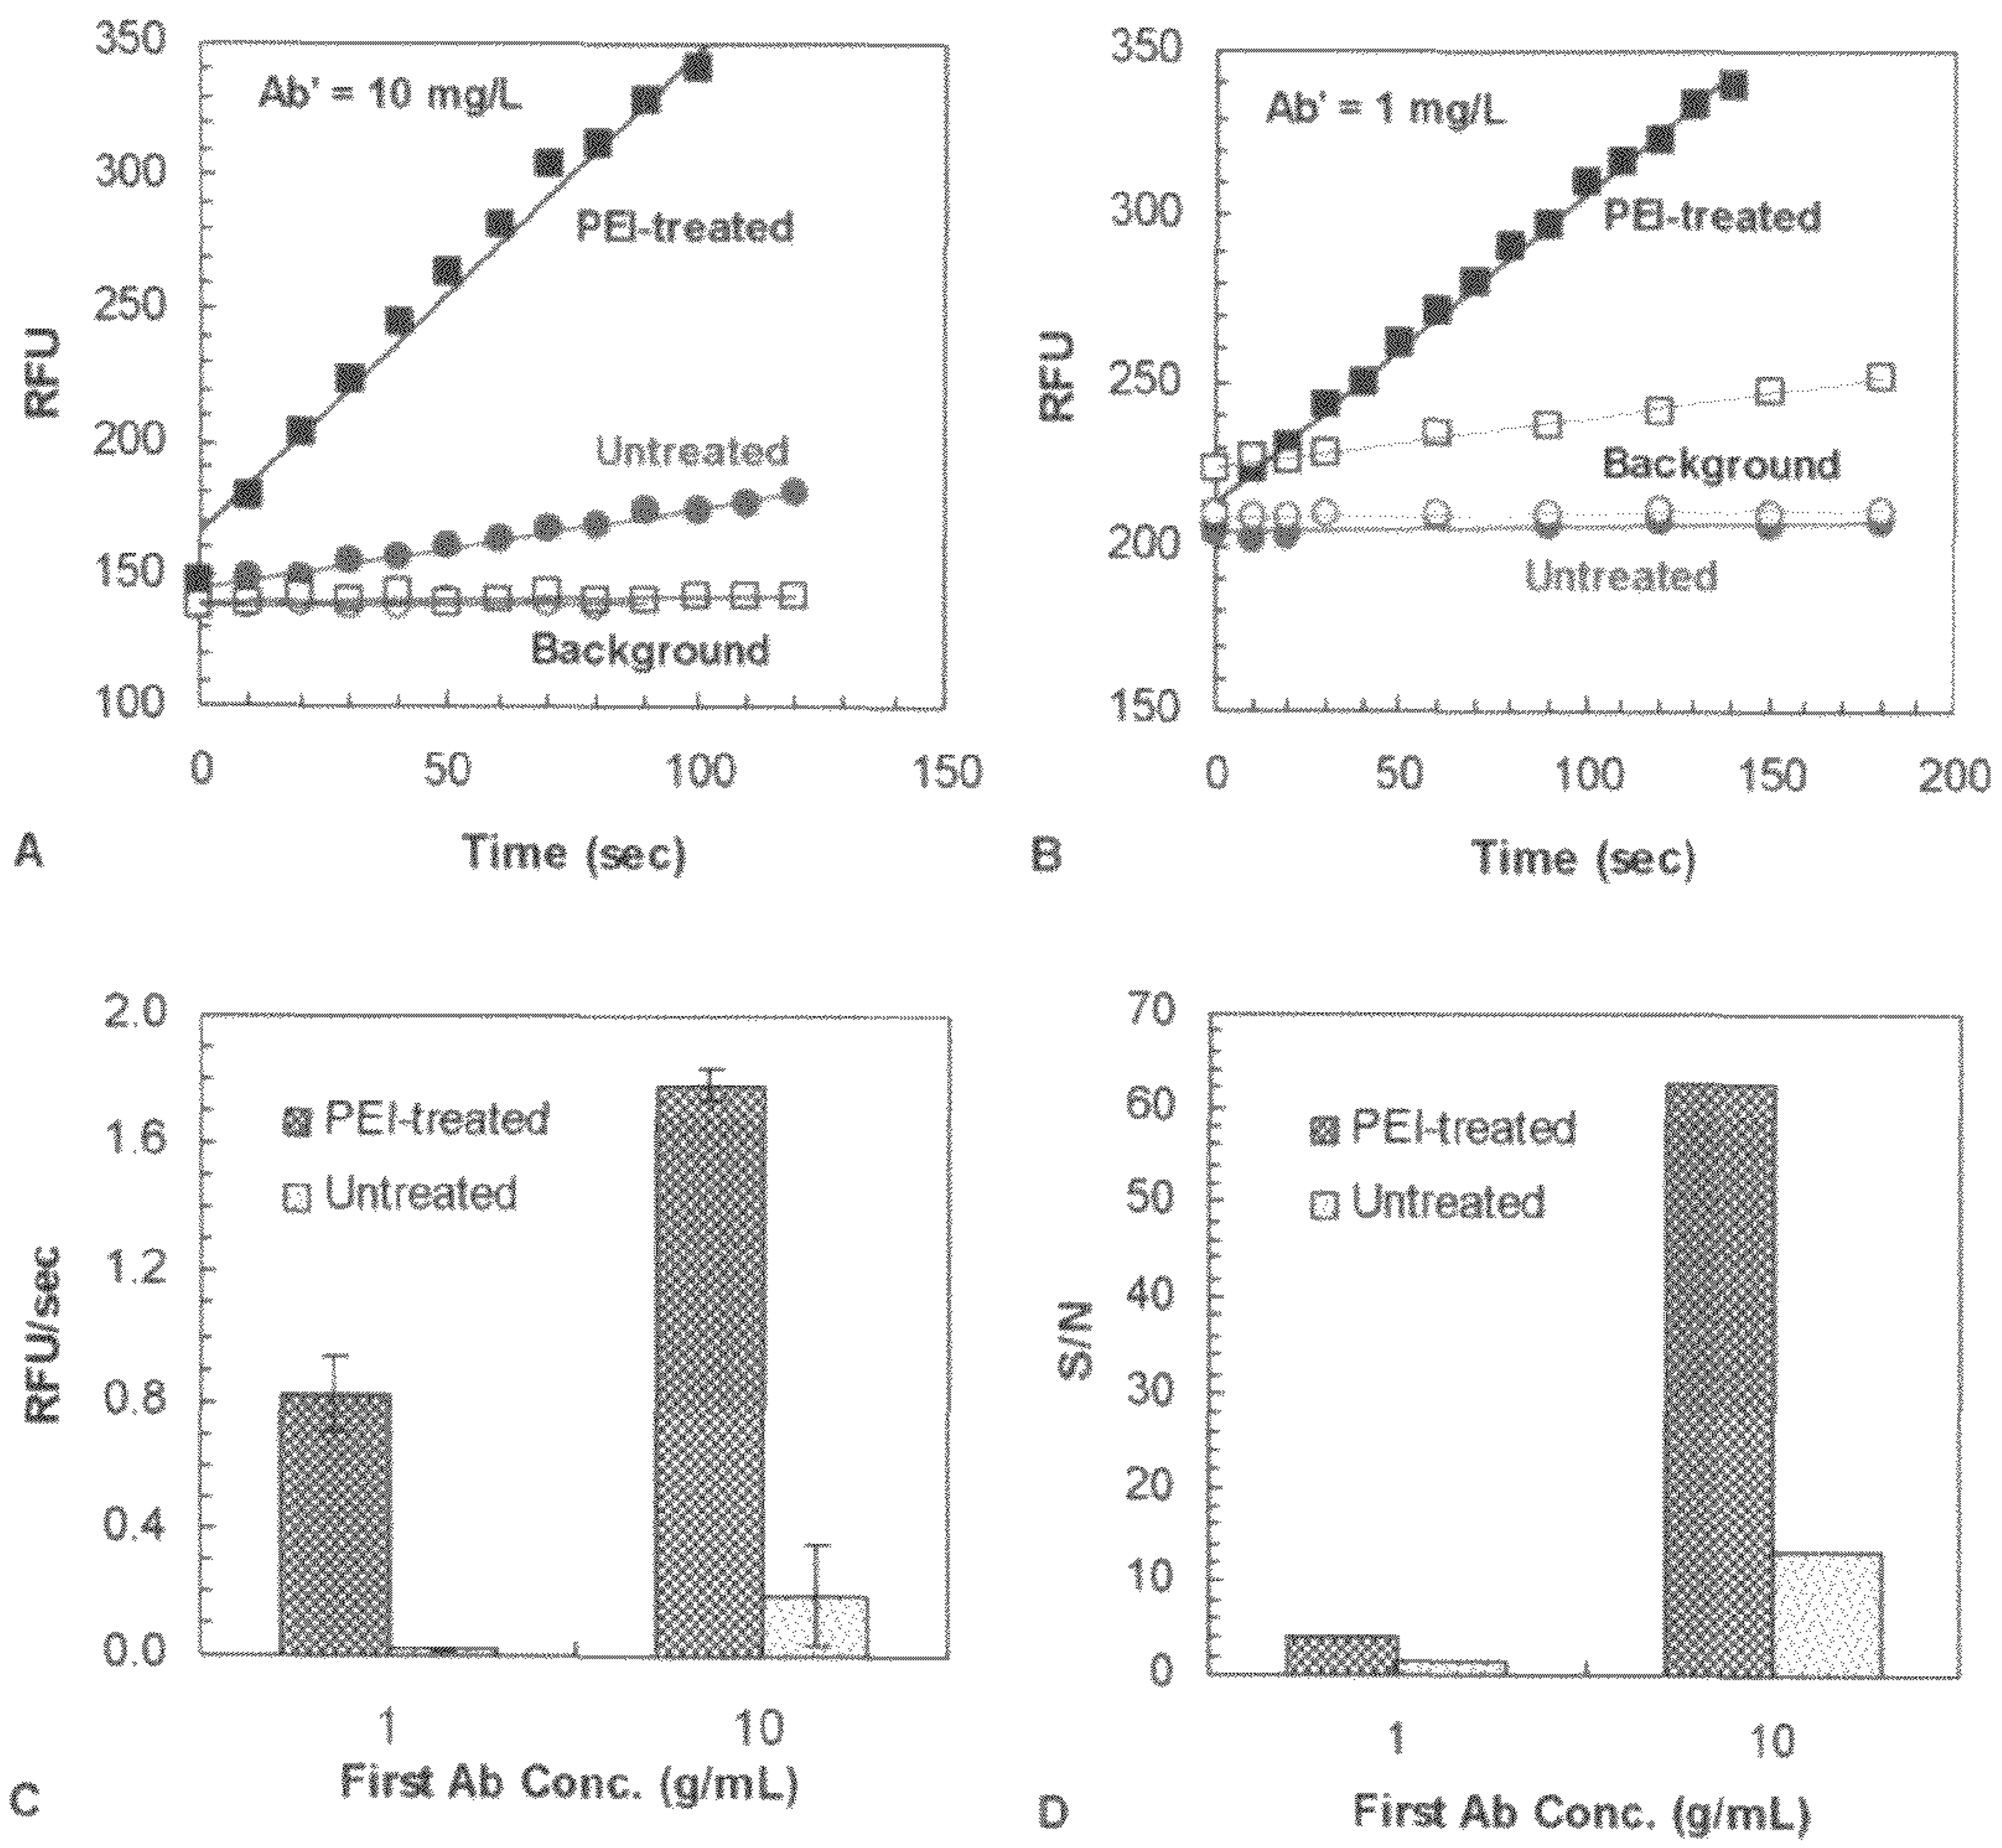 350
300
250
200
150
100
RFU
Ab' = 10 mg/L
PEI-treated
Untreated
Background
0 50 100 150
A
Time (sec)
350
300
250
200
150
RFU
Ab' = 1 mg/L
PEI-treated
Background
Untreated
0 50 100 150 200
B
Time (sec)
2.0
1.6
1.2
0.8
0.4
0.0
RFU/sec
PEI-treated
Untreated
1 10
First Ab Conc. (g/mL)
C
70
60
50
40
30
20
10
0
S/N
PEI-treated
Untreated
1 10
D
First Ab Conc. (g/mL)